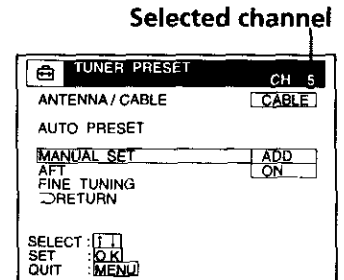 Selected channel
TUNER PRESET
CH 5
ANTENNA / CABLE CABLE
AUTO PRESET
MANUAL SET ADD
AFT ON
FINE TUNING
⊃RETURN
SELECT : [↑] [↓]
SET : [OK]
QUIT : [MENU]